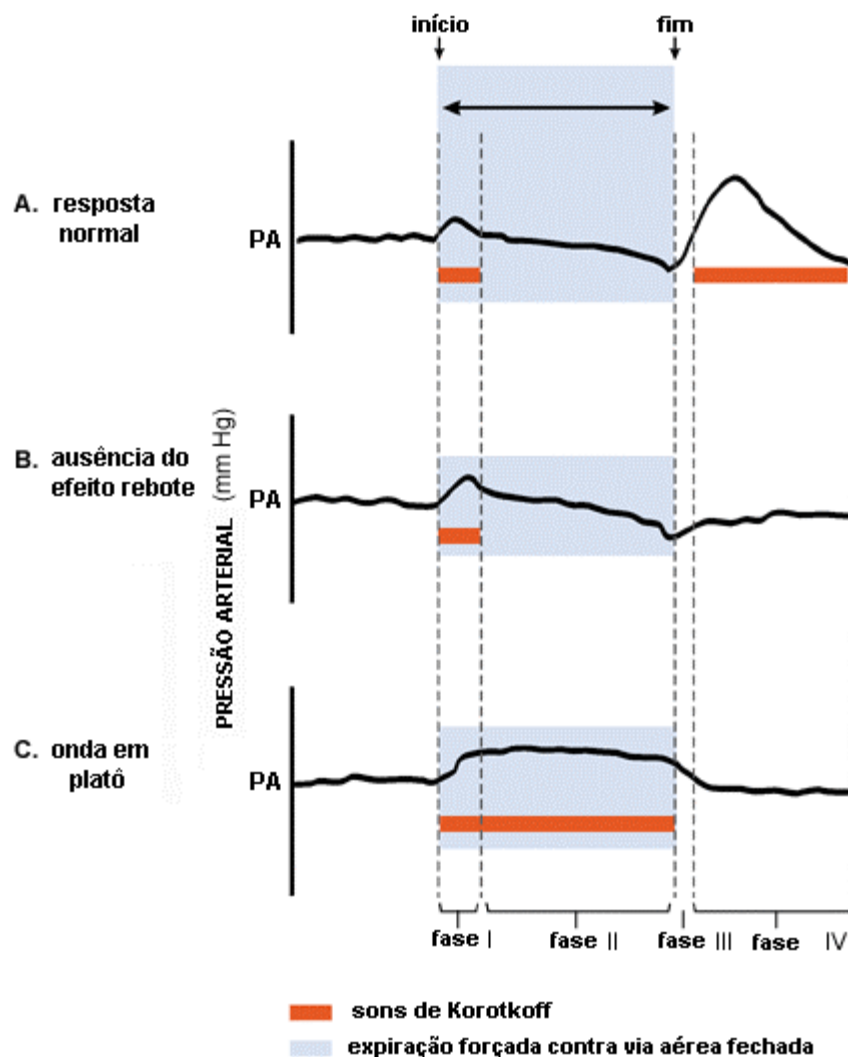 início
fim
A. resposta
normal
PA
B. ausência do
efeito rebote
PA
PRESSÃO ARTERIAL (mm Hg)
C. onda em
platô
PA
fase I
fase II
fase III
fase IV
sons de Korotkoff
expiração forçada contra via aérea fechada